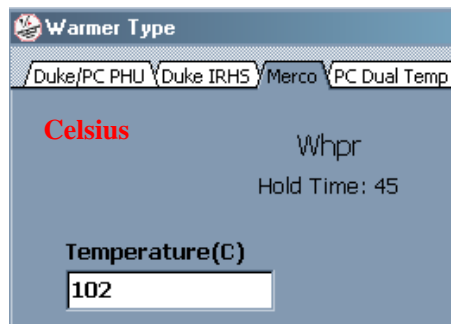 Warmer Type
Duke/PC PHU Duke IRHS Merco PC Dual Temp
Celsius
Whpr
Hold Time: 45
Temperature(C)
102